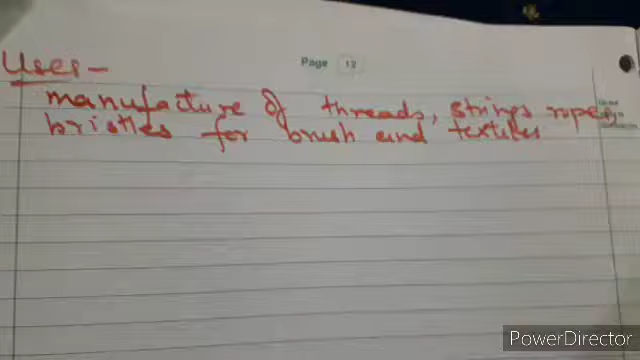 Page 12
Uses-
manufacture of threads, strings ropes,
bristles for brush and textiles
PowerDirector